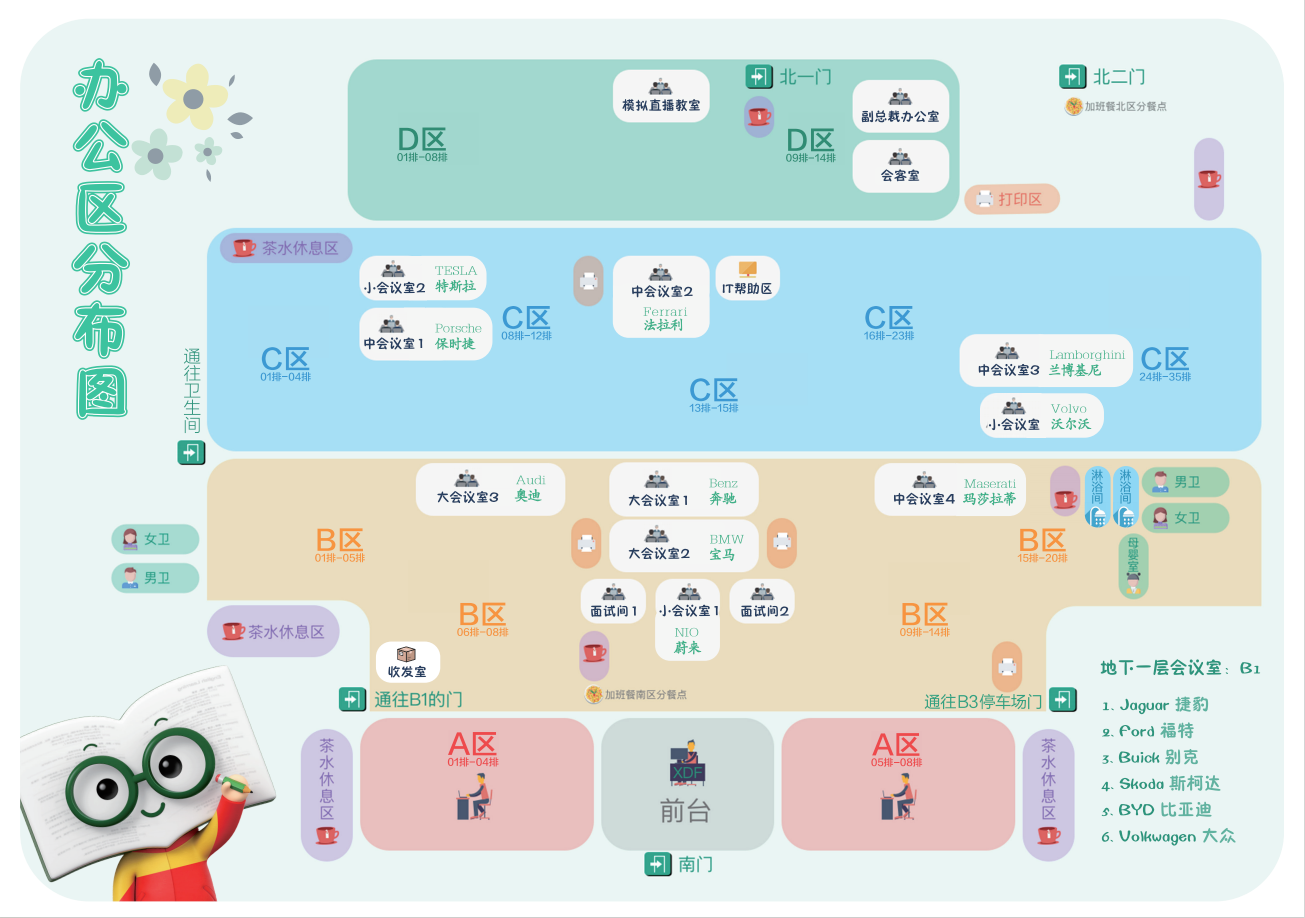 办公区分布图
北一门
北二门
加班餐北区分餐点
模拟直播教室
副总裁办公室
D区
01排-08排
D区
09排-14排
会客室
打印区
茶水休息区
小会议室2
TESLA
特斯拉
中会议室2
Ferrari
法拉利
IT帮助区
中会议室1
Porsche
保时捷
C区
08排-12排
C区
16排-23排
C区
01排-04排
中会议室3
Lamborghini
兰博基尼
C区
24排-35排
C区
13排-15排
小会议室
Volvo
沃尔沃
通往卫生间
大会议室3
Audi
奥迪
大会议室1
Benz
奔驰
中会议室4
Maserati
玛莎拉蒂
淋浴间
淋浴间
男卫
女卫
母婴室
女卫
男卫
B区
01排-05排
大会议室2
BMW
宝马
B区
15排-20排
面试间1
小会议室1
NIO
蔚来
面试间2
B区
06排-08排
B区
09排-14排
茶水休息区
收发室
加班餐南区分餐点
通往B1的门
通往B3停车场门
地下一层会议室：B1
1. Jaguar 捷豹
2. Ford 福特
3. Buick 别克
4. Skoda 斯柯达
5. BYD 比亚迪
6. Volkwagen 大众
茶水休息区
A区
01排-04排
XDF
前台
A区
05排-08排
茶水休息区
南门